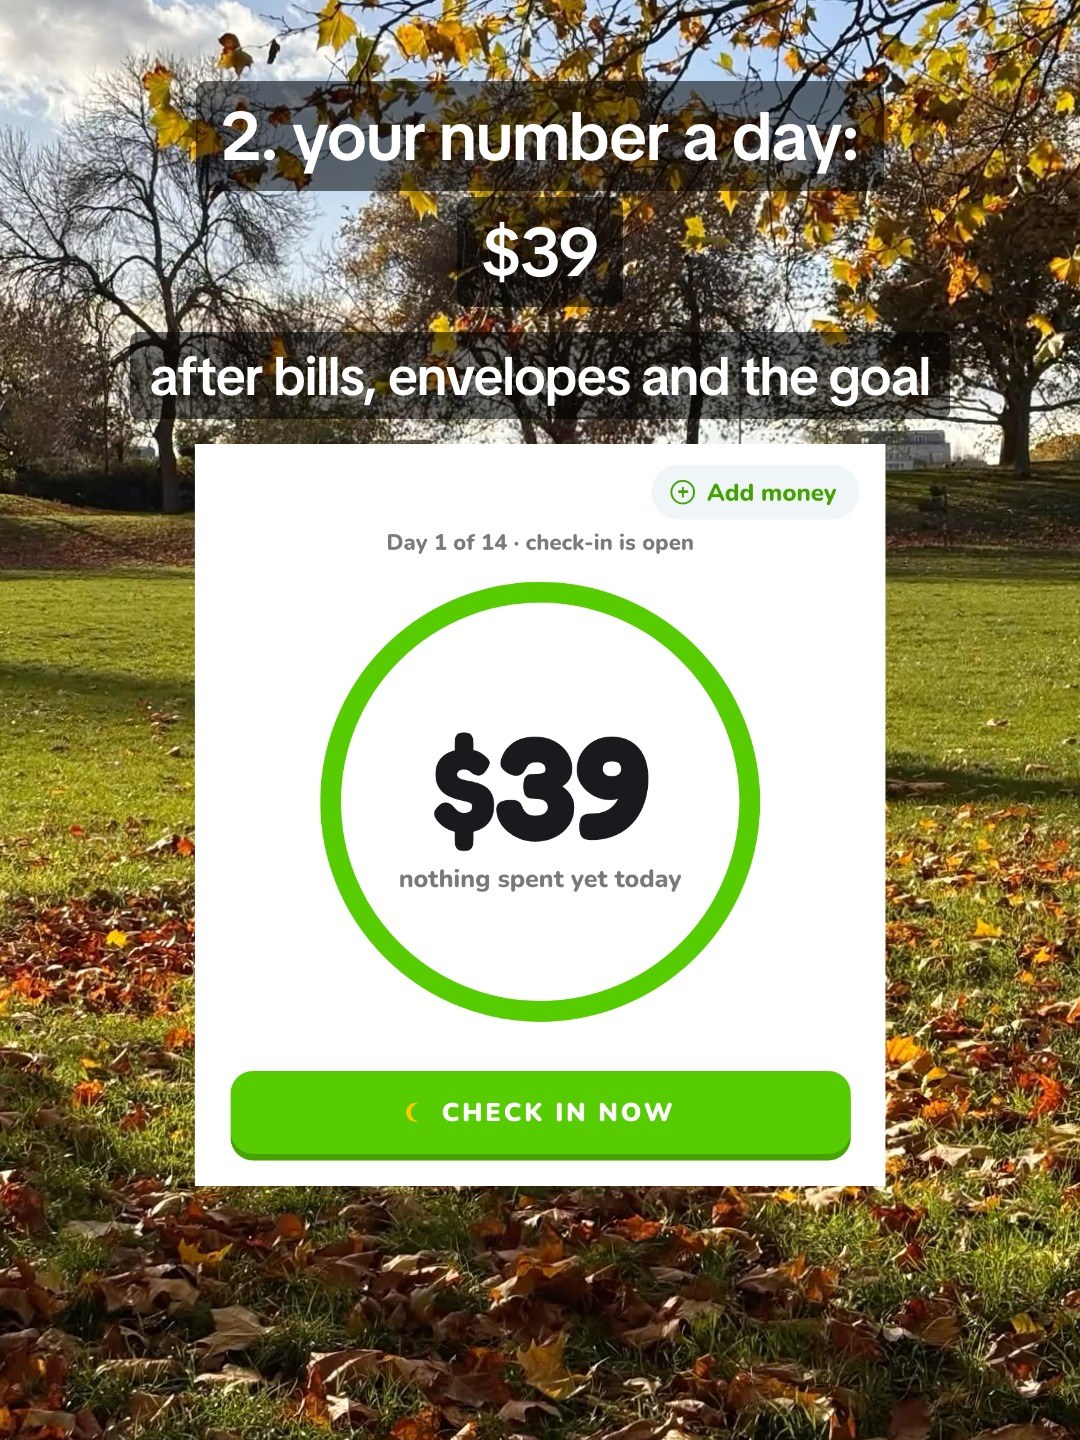 2. your number a day:
$39
after bills, envelopes and the goal
Add money
Day 1 of 14 · check-in is open
$39
nothing spent yet today
CHECK IN NOW